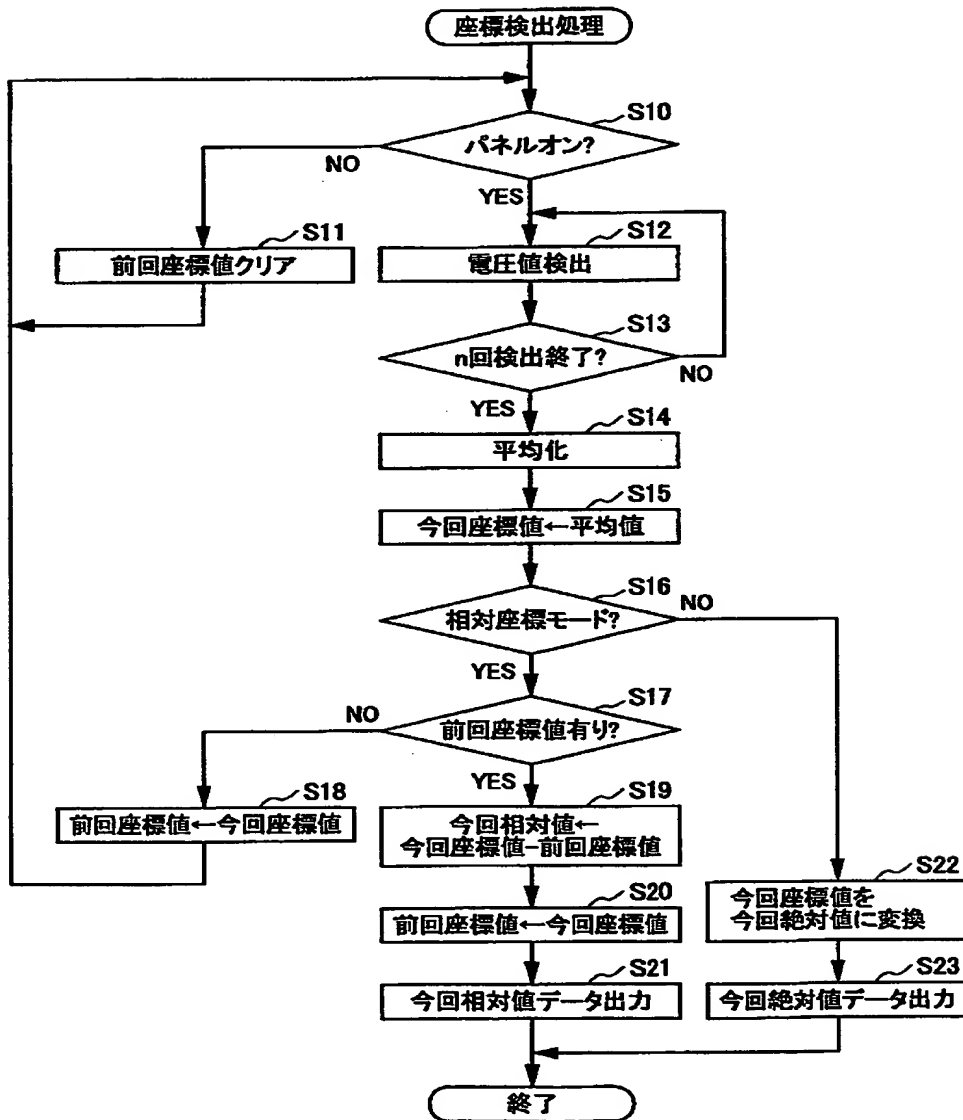 座標検出処理
S10
パネルオン?
NO
YES
S11
前回座標値クリア
S12
電圧値検出
S13
n回検出終了?
NO
YES
S14
平均化
S15
今回座標値←平均値
S16
相対座標モード?
NO
YES
S17
前回座標値有り?
NO
YES
S18
前回座標値←今回座標値
S19
今回相対値←
今回座標値-前回座標値
S20
前回座標値←今回座標値
S21
今回相対値データ出力
S22
今回座標値を
今回絶対値に変換
S23
今回絶対値データ出力
終了